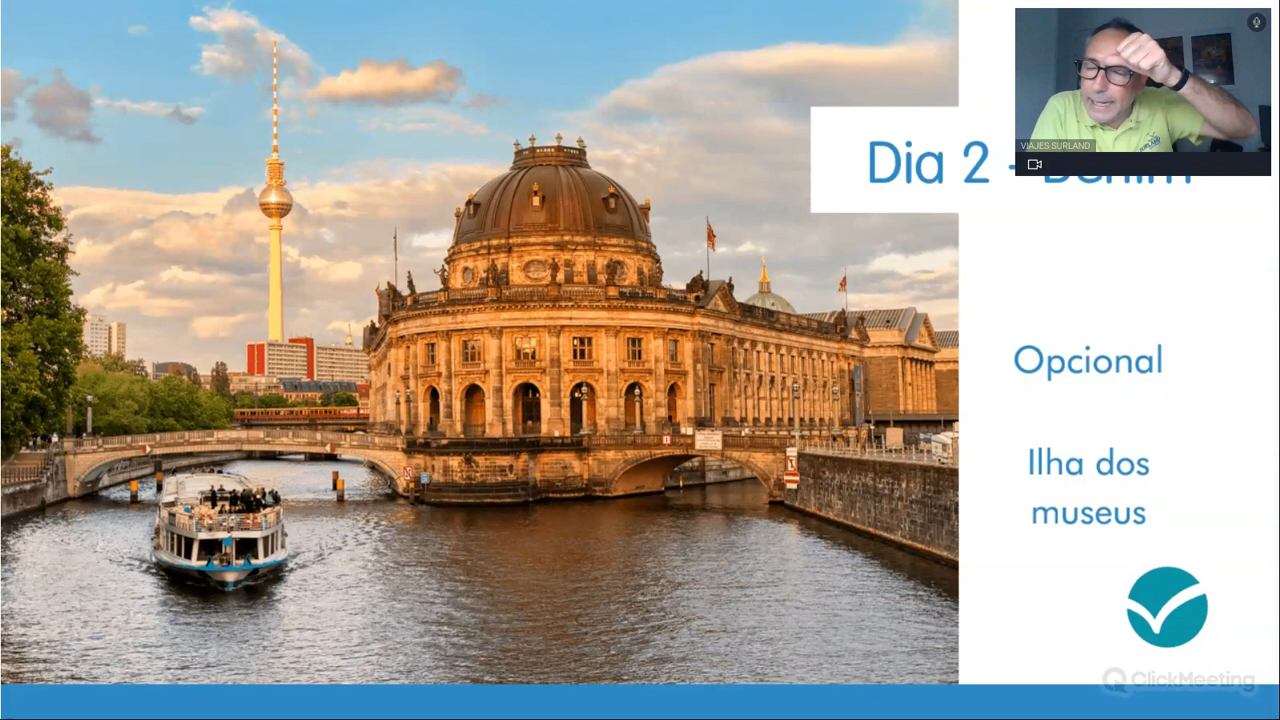 Dia 2 -
VIAJES SURLAND
Opcional
Ilha dos
museus
ClickMeeting